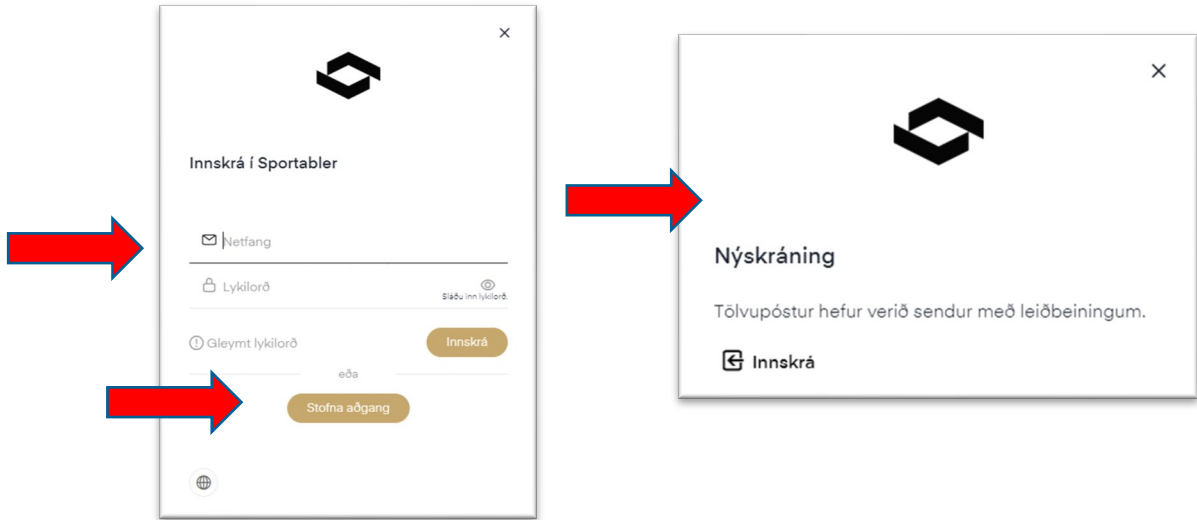 Innskrá í Sportabler
Netfang
Lykilorð
Sláðu inn lykilorð.
Gleymt lykilorð
Innskrá
eða
Stofna aðgang
Nýskráning
Tölvupóstur hefur verið sendur með leiðbeiningum.
Innskrá